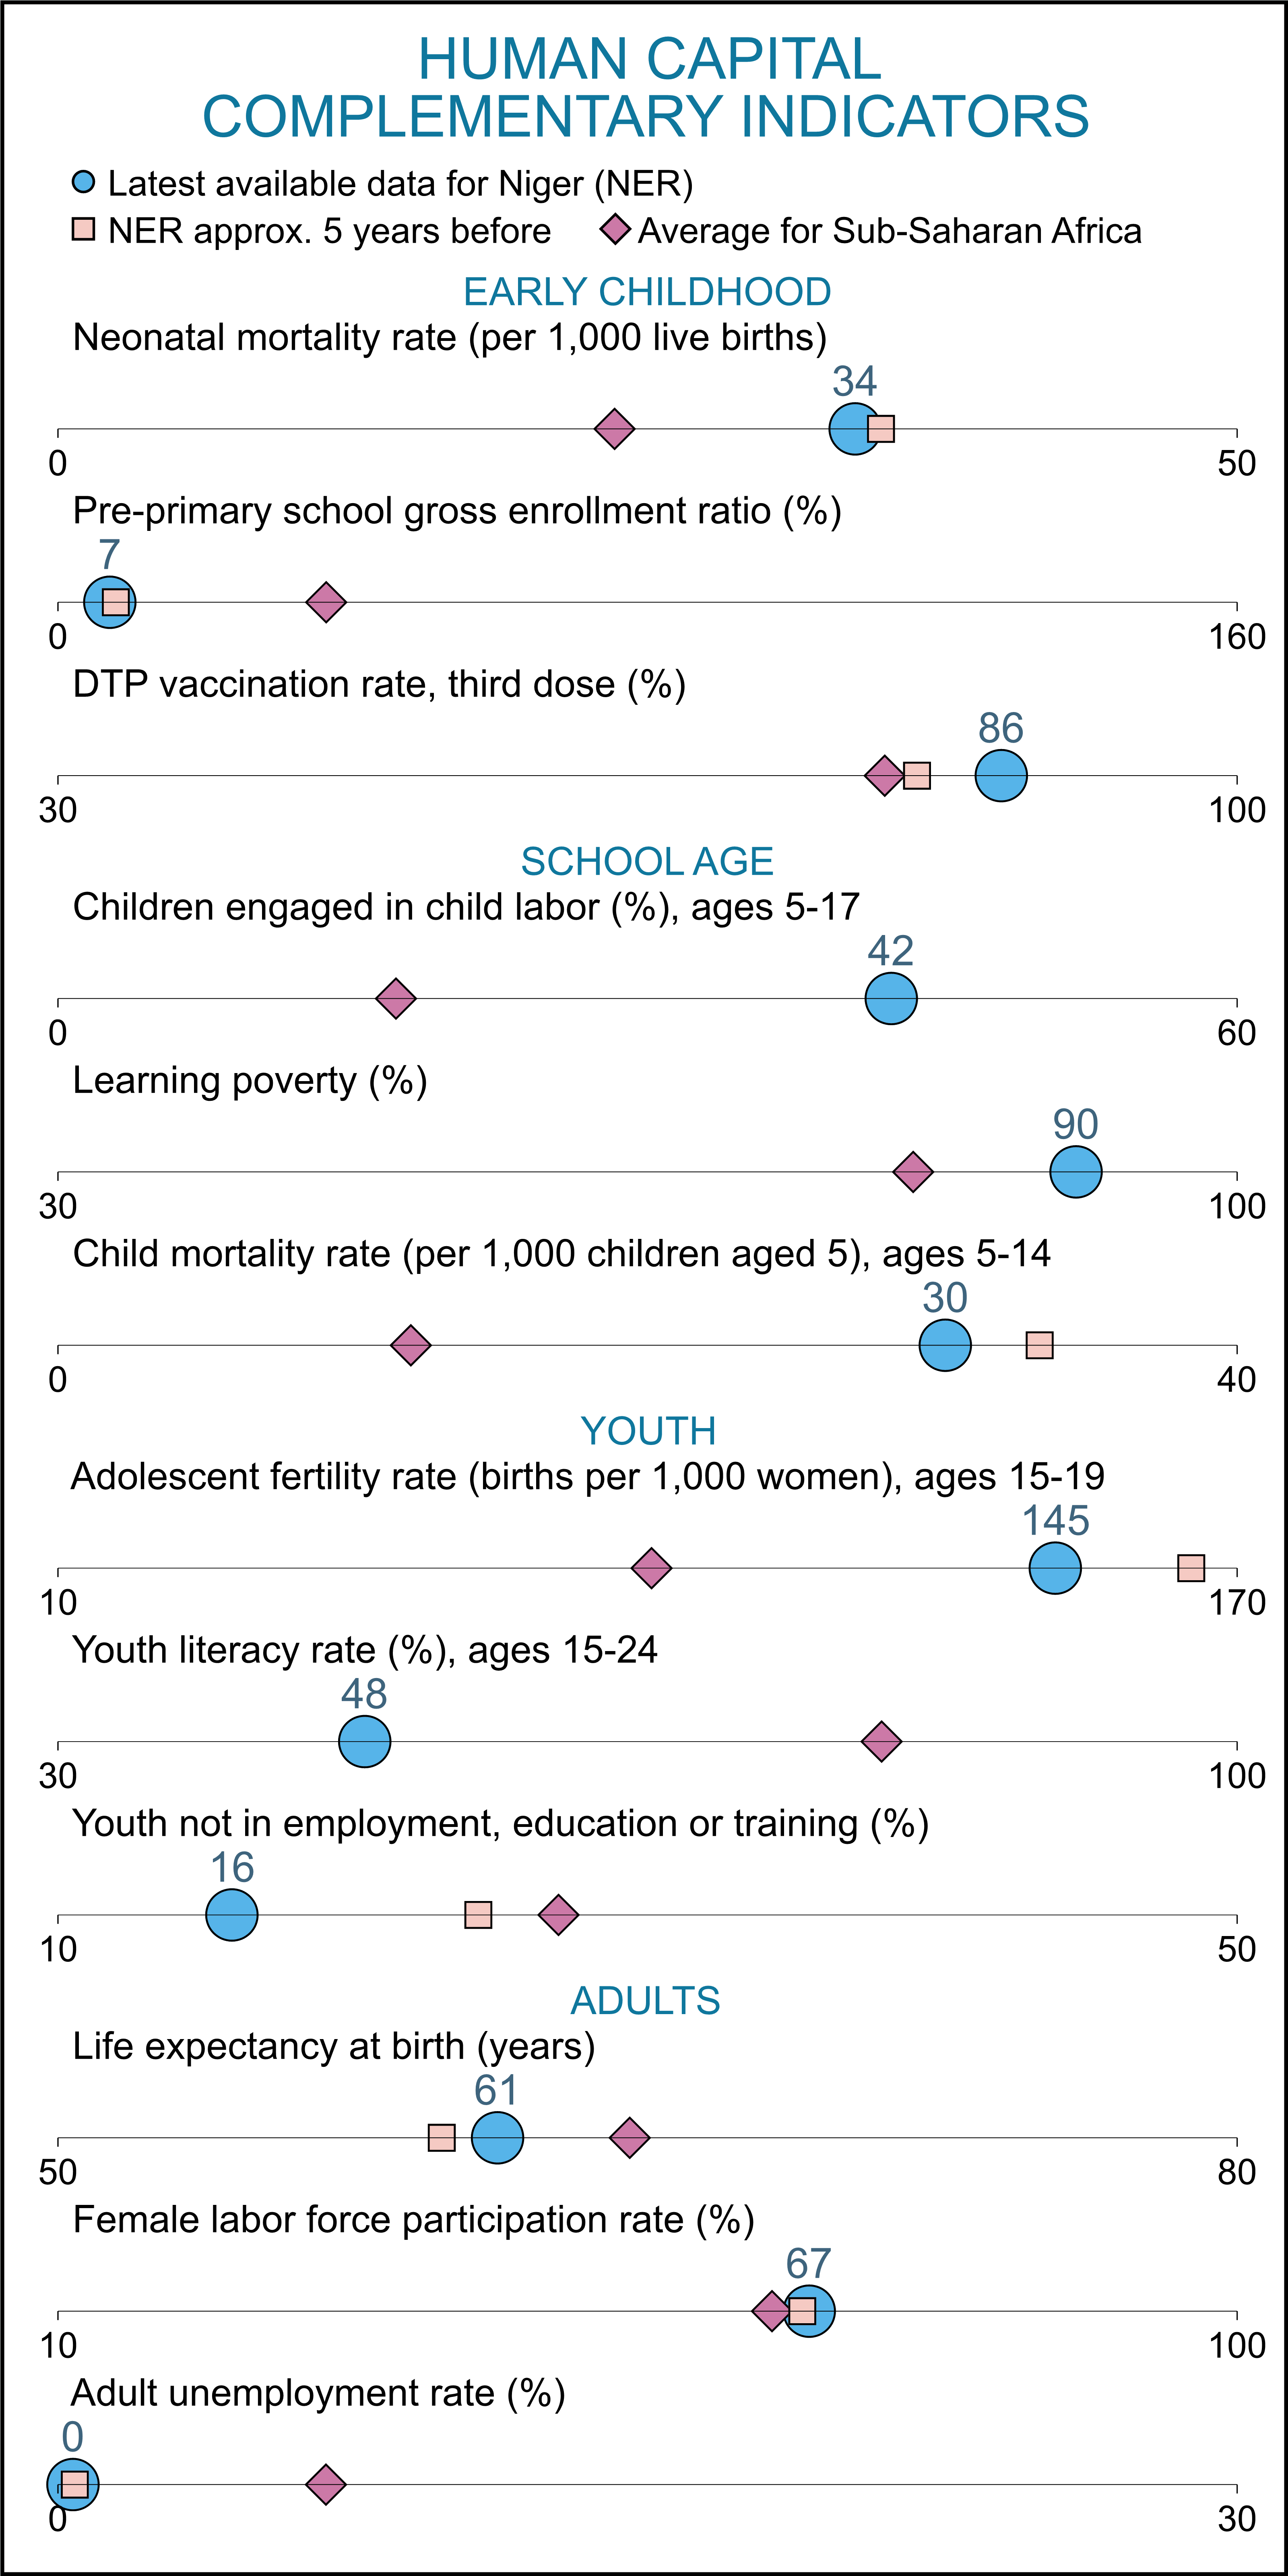 HUMAN CAPITAL
COMPLEMENTARY INDICATORS
Latest available data for Niger (NER)
NER approx. 5 years before Average for Sub-Saharan Africa
EARLY CHILDHOOD
Neonatal mortality rate (per 1,000 live births)
34
0 50
Pre-primary school gross enrollment ratio (%)
7
0 160
DTP vaccination rate, third dose (%)
86
30 100
SCHOOL AGE
Children engaged in child labor (%), ages 5-17
42
0 60
Learning poverty (%)
90
30 100
Child mortality rate (per 1,000 children aged 5), ages 5-14
30
0 40
YOUTH
Adolescent fertility rate (births per 1,000 women), ages 15-19
145
10 170
Youth literacy rate (%), ages 15-24
48
30 100
Youth not in employment, education or training (%)
16
10 50
ADULTS
Life expectancy at birth (years)
61
50 80
Female labor force participation rate (%)
67
10 100
Adult unemployment rate (%)
0
0 30